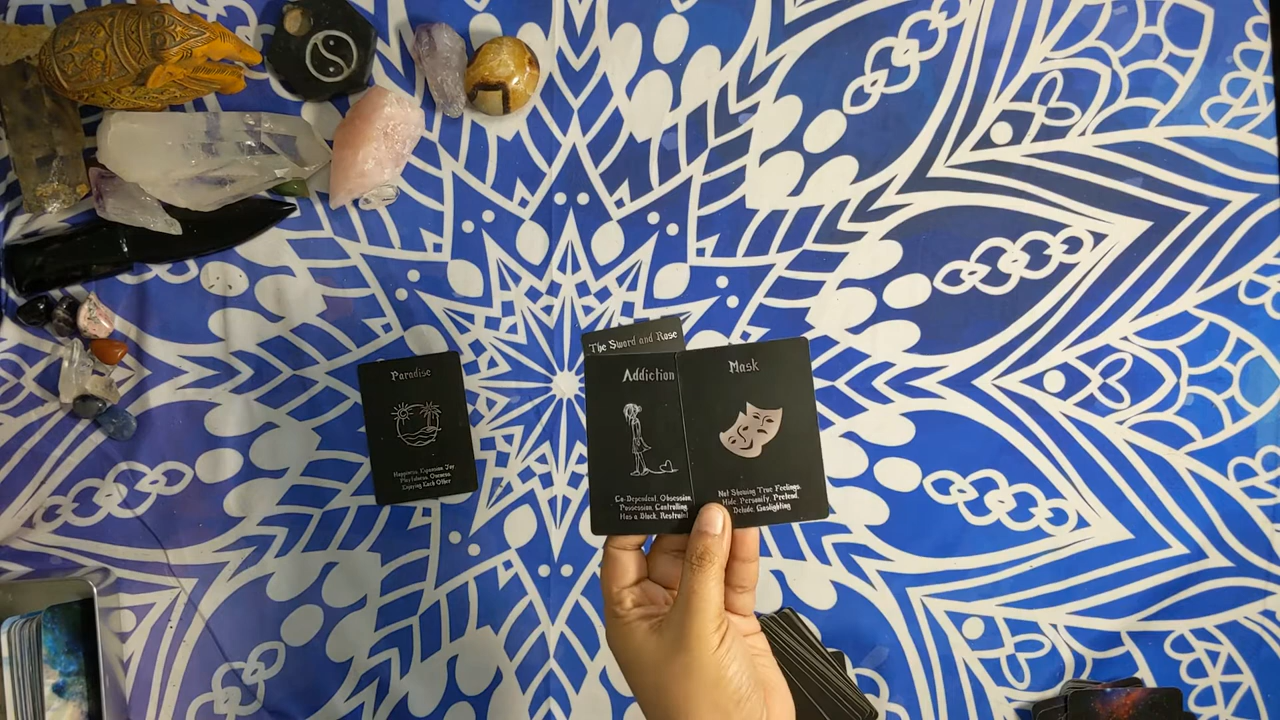 Paradise
Happiness, Expansion, Joy
Playfulness, Oneness,
Enjoying Each Other
The Sword and Rose
Addiction
Co-Dependent, Obsession,
Possession, Controlling
Has a Block, Restraint
Mask
Not Showing True Feelings,
Hide, Personify, Pretend,
Delude, Gaslighting